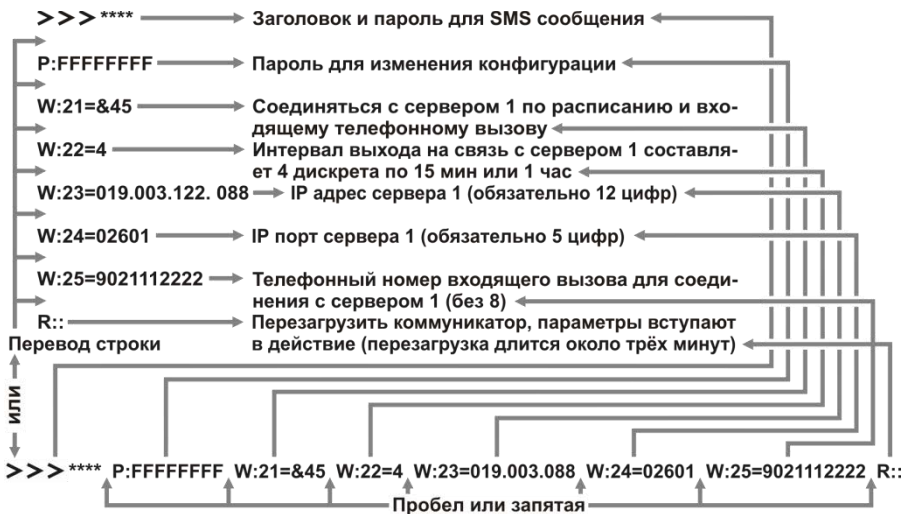 >>>**** Заголовок и пароль для SMS сообщения
P:FFFFFFFF Пароль для изменения конфигурации
W:21=&45 Соединяться с сервером 1 по расписанию и вхо-
дящему телефонному вызову
W:22=4 Интервал выхода на связь с сервером 1 составля-
ет 4 дискрета по 15 мин или 1 час
W:23=019.003.122. 088 IP адрес сервера 1 (обязательно 12 цифр)
W:24=02601 IP порт сервера 1 (обязательно 5 цифр)
W:25=9021112222 Телефонный номер входящего вызова для соеди-
нения с сервером 1 (без 8)
R:: Перезагрузить коммуникатор, параметры вступают
Перевод строки в действие (перезагрузка длится около трёх минут)
или
>>>**** P:FFFFFFFF W:21=&45 W:22=4 W:23=019.003.088 W:24=02601 W:25=9021112222 R::
Пробел или запятая